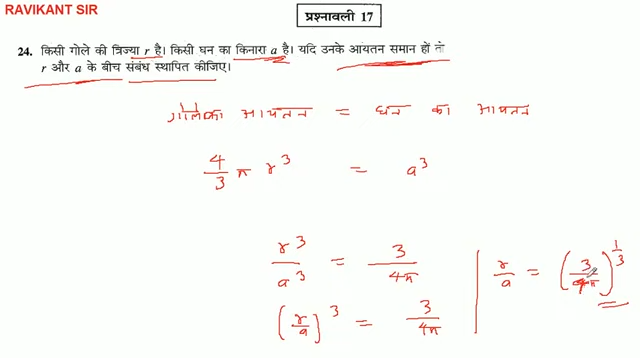 RAVIKANT SIR
प्रश्नावली 17
24. किसी गोले की त्रिज्या r है। किसी घन का किनारा a है। यदि उनके आयतन समान हों तो
r और a के बीच संबंध स्थापित कीजिए।
गोले का आयतन = घन का आयतन
4/3 π r³ = a³
r³/a³ = 3/4π
(r/a)³ = 3/4π
r/a = (3/4π)^1/3